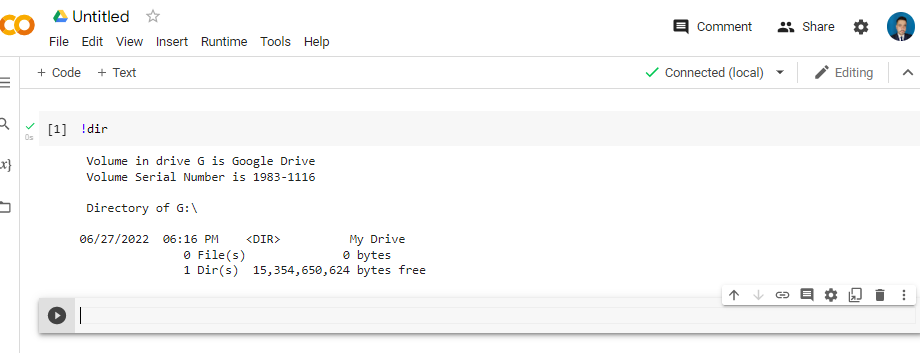 Untitled
Comment Share
File Edit View Insert Runtime Tools Help
+ Code + Text Connected (local) Editing
[1] !dir
0s
{x}
Volume in drive G is Google Drive
Volume Serial Number is 1983-1116
Directory of G:\
06/27/2022 06:16 PM <DIR> My Drive
0 File(s) 0 bytes
1 Dir(s) 15,354,650,624 bytes free